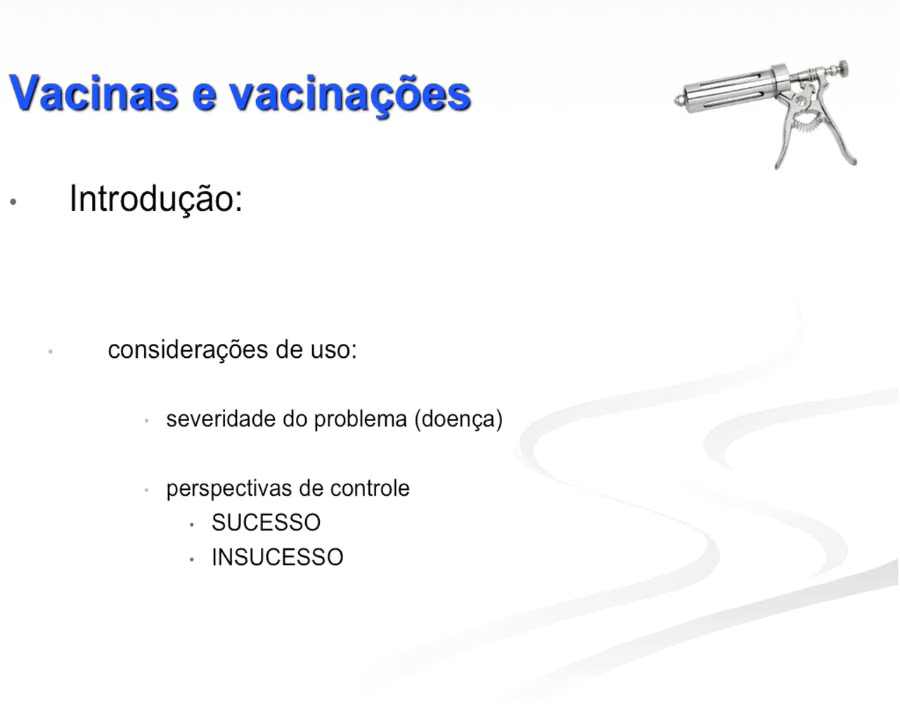 Vacinas e vacinações
• Introdução:
• considerações de uso:
• severidade do problema (doença)
• perspectivas de controle
• SUCESSO
• INSUCESSO